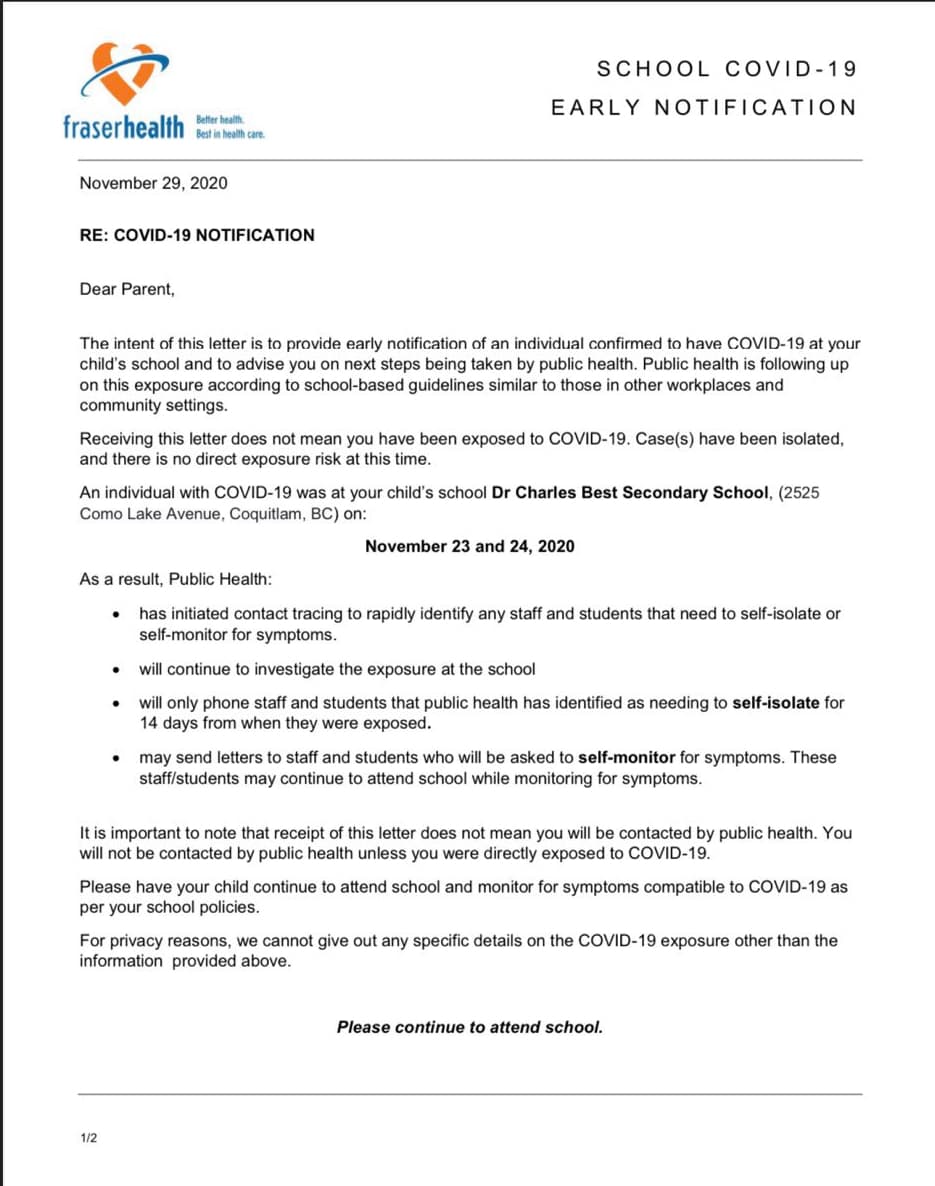 fraserhealth
Better health.
Best in health care.
SCHOOL COVID-19
EARLY NOTIFICATION
November 29, 2020
RE: COVID-19 NOTIFICATION
Dear Parent,
The intent of this letter is to provide early notification of an individual confirmed to have COVID-19 at your
child's school and to advise you on next steps being taken by public health. Public health is following up
on this exposure according to school-based guidelines similar to those in other workplaces and
community settings.
Receiving this letter does not mean you have been exposed to COVID-19. Case(s) have been isolated,
and there is no direct exposure risk at this time.
An individual with COVID-19 was at your child's school Dr Charles Best Secondary School, (2525
Como Lake Avenue, Coquitlam, BC) on:
November 23 and 24, 2020
As a result, Public Health:
• has initiated contact tracing to rapidly identify any staff and students that need to self-isolate or
self-monitor for symptoms.
• will continue to investigate the exposure at the school
• will only phone staff and students that public health has identified as needing to self-isolate for
14 days from when they were exposed.
• may send letters to staff and students who will be asked to self-monitor for symptoms. These
staff/students may continue to attend school while monitoring for symptoms.
It is important to note that receipt of this letter does not mean you will be contacted by public health. You
will not be contacted by public health unless you were directly exposed to COVID-19.
Please have your child continue to attend school and monitor for symptoms compatible to COVID-19 as
per your school policies.
For privacy reasons, we cannot give out any specific details on the COVID-19 exposure other than the
information provided above.
Please continue to attend school.
1/2